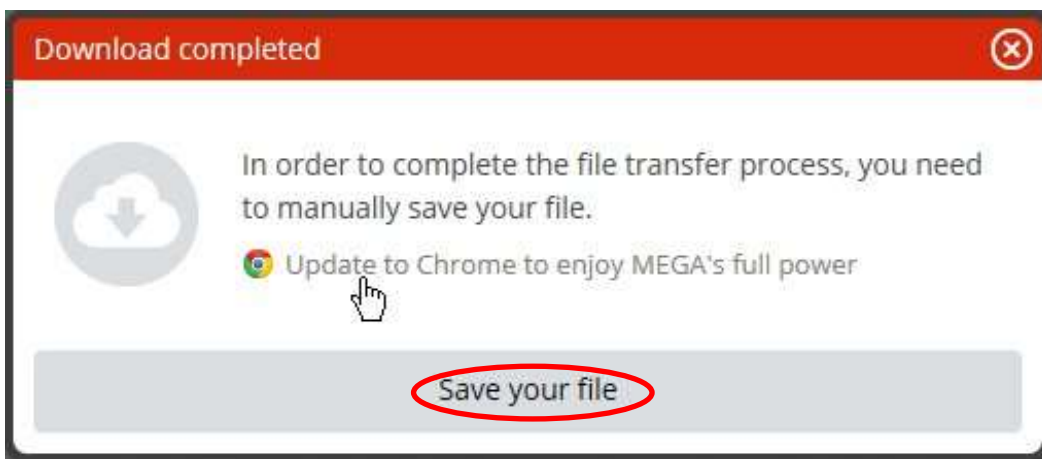 Download completed
In order to complete the file transfer process, you need
to manually save your file.
Update to Chrome to enjoy MEGA's full power
Save your file